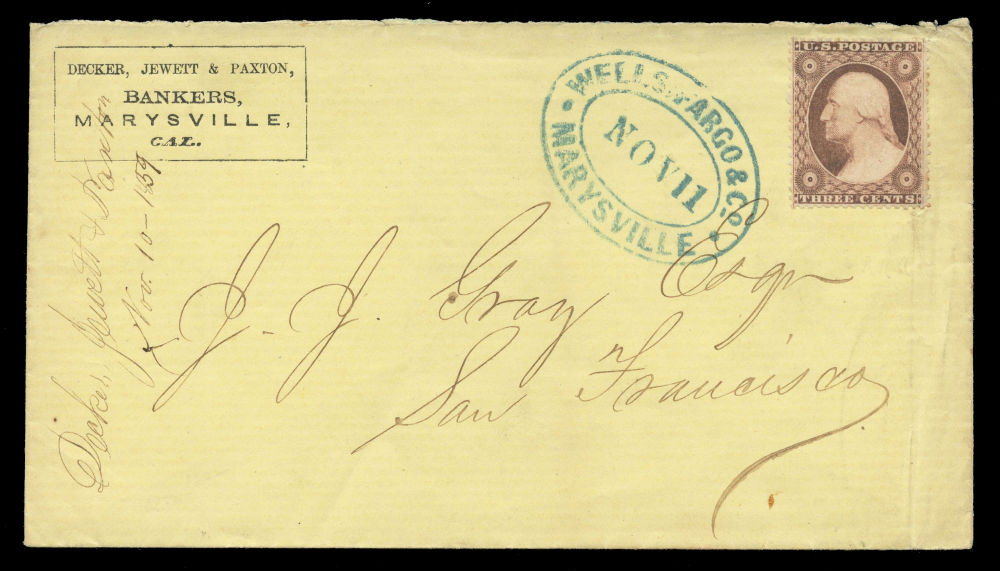 DECKER, JEWETT & PAXTON,
BANKERS,
MARYSVILLE,
CAL.
WELLS, FARGO & Co
NOV 11
MARYSVILLE
U.S. POSTAGE
THREE CENTS
Decker, Jewett & Paxton
Nov. 10 - 1859
J. J. Gray Esqr
San Francisco